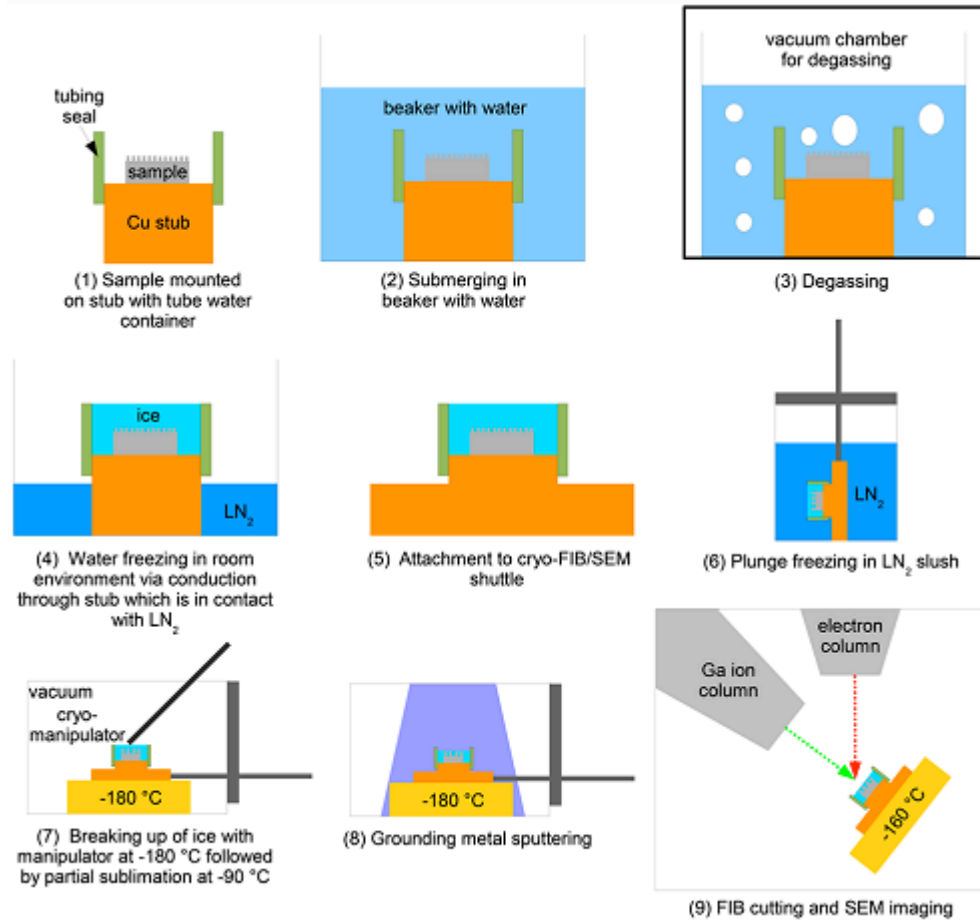 tubing
seal
sample
Cu stub
(1) Sample mounted
on stub with tube water
container
beaker with water
(2) Submerging in
beaker with water
vacuum chamber
for degassing
(3) Degassing
ice
LN₂
(4) Water freezing in room
environment via conduction
through stub which is in contact
with LN₂
(5) Attachment to cryo-FIB/SEM
shuttle
LN₂
(6) Plunge freezing in LN₂ slush
vacuum
cryo-
manipulator
-180 °C
(7) Breaking up of ice with
manipulator at -180 °C followed
by partial sublimation at -90 °C
-180 °C
(8) Grounding metal sputtering
Ga ion
column
electron
column
-160 °C
(9) FIB cutting and SEM imaging